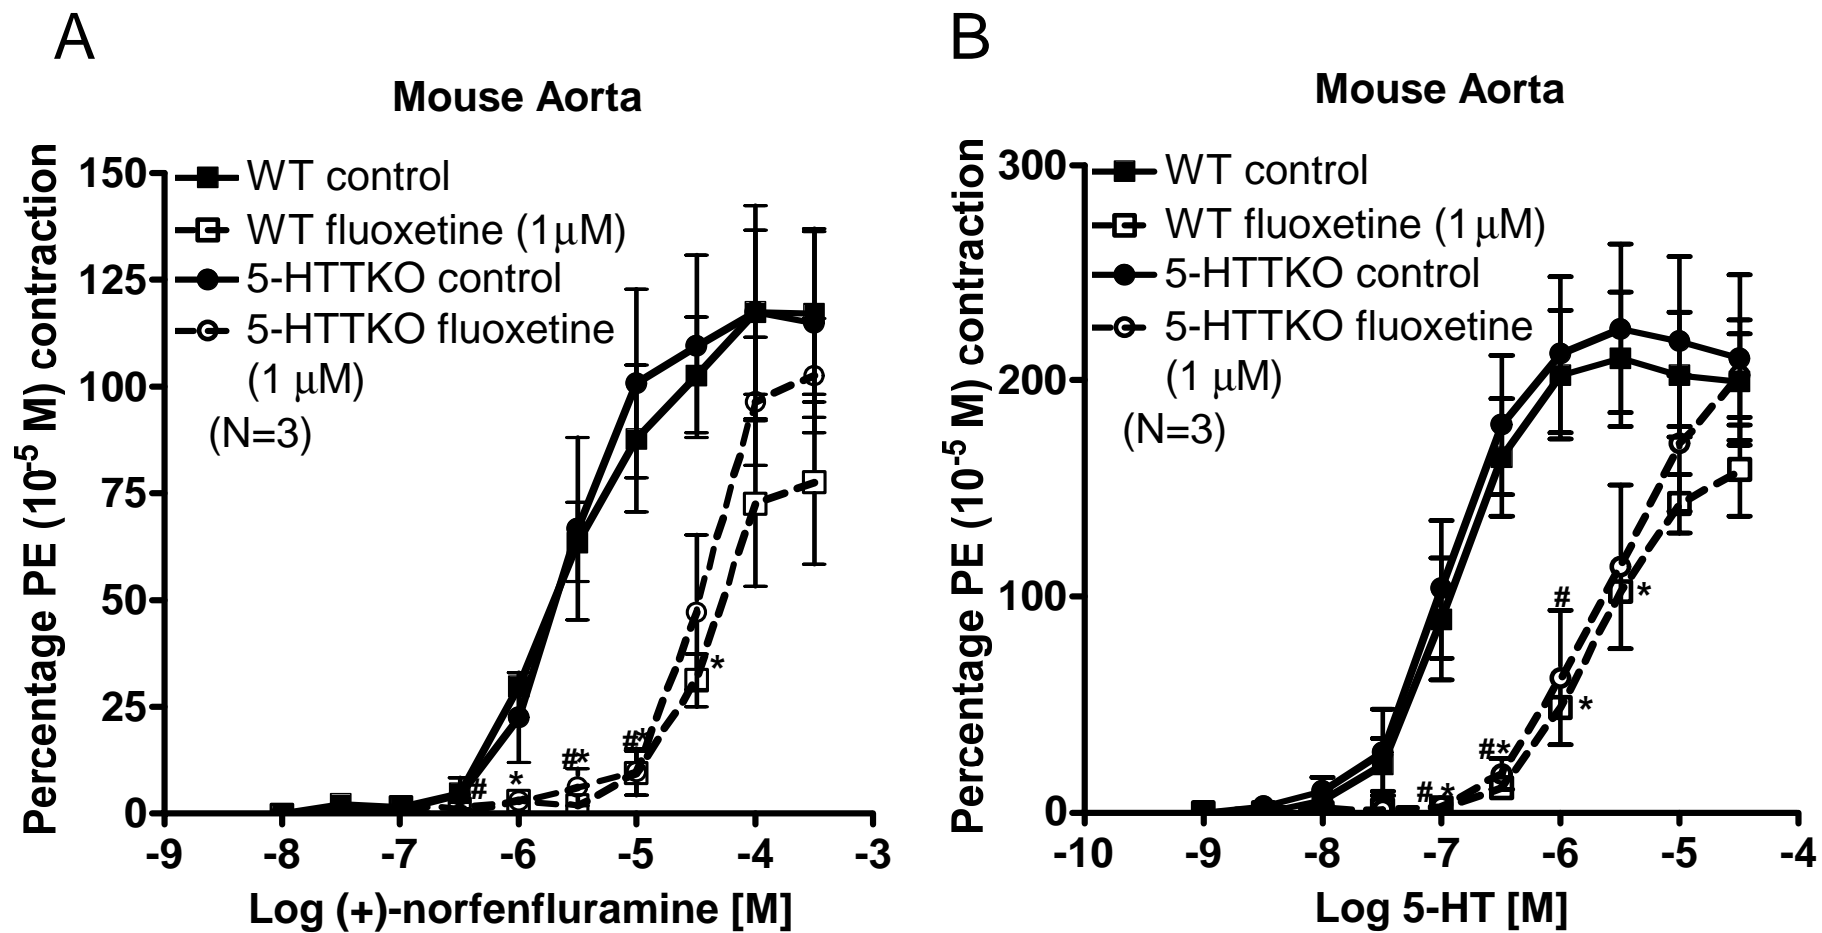 A
Mouse Aorta
Percentage PE (10-5 M) contraction
150
125
100
75
50
25
0
WT control
WT fluoxetine (1μM)
5-HTTKO control
5-HTTKO fluoxetine
(1 μM)
(N=3)
#
*
#*
#*
*
-9 -8 -7 -6 -5 -4 -3
Log (+)-norfenfluramine [M]
B
Mouse Aorta
Percentage PE (10-5 M) contraction
300
200
100
0
WT control
WT fluoxetine (1μM)
5-HTTKO control
5-HTTKO fluoxetine
(1 μM)
(N=3)
# *
#*
#
*
*
-10 -9 -8 -7 -6 -5 -4
Log 5-HT [M]